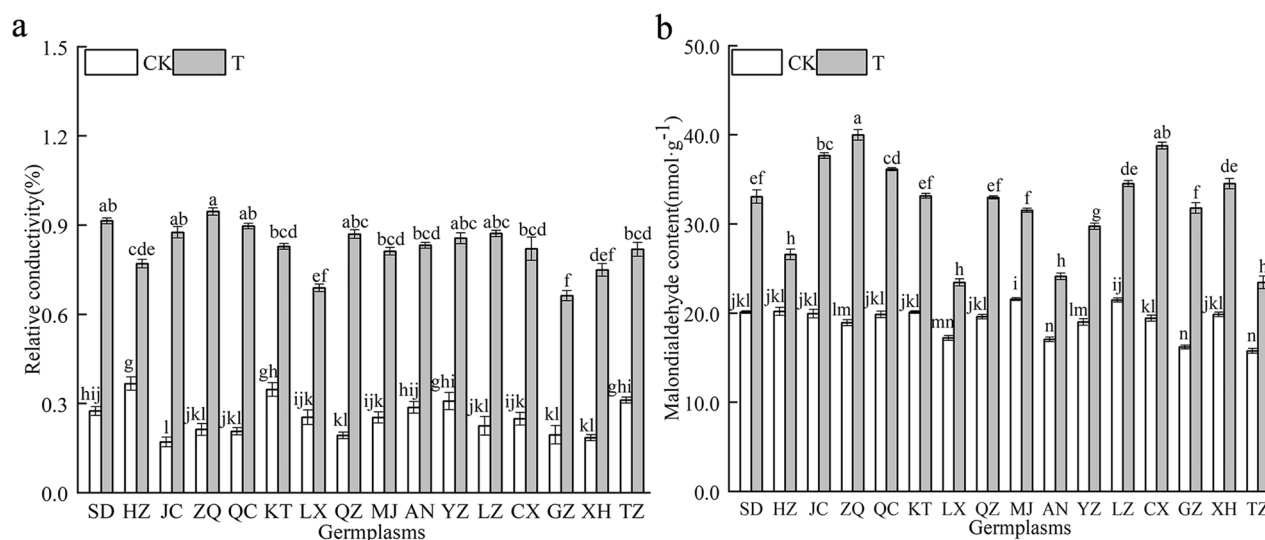 a
1.5
CK T
1.2
0.9
0.6
0.3
0.0
Relative conductivity(%)
hij ab g cde l ab jkl a jkl ab gh bcd ijk ef kl abc ijk bcd hij bcd ghi abc jkl abc ijk bcd kl f kl def ghi bcd
SD HZ JC ZQ QC KT LX QZ MJ AN YZ LZ CX GZ XH TZ
Germplasms
b
50.0
CK T
40.0
30.0
20.0
10.0
0.0
Malondialdehyde content(nmol·g⁻¹)
jkl ef jkl h jkl bc lm a jkl cd jkl ef mn h jkl ef i f n h lm g ij de kl ab n f jkl de n h
SD HZ JC ZQ QC KT LX QZ MJ AN YZ LZ CX GZ XH TZ
Germplasms